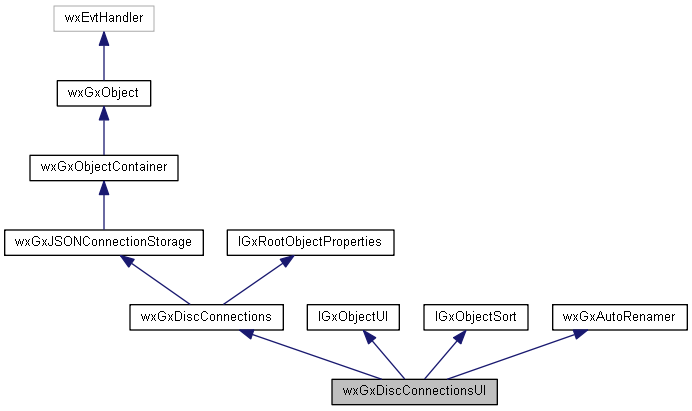 wxEvtHandler
wxGxObject
wxGxObjectContainer
wxGxJSONConnectionStorage
IGxRootObjectProperties
wxGxDiscConnections
IGxObjectUI
IGxObjectSort
wxGxAutoRenamer
wxGxDiscConnectionsUI